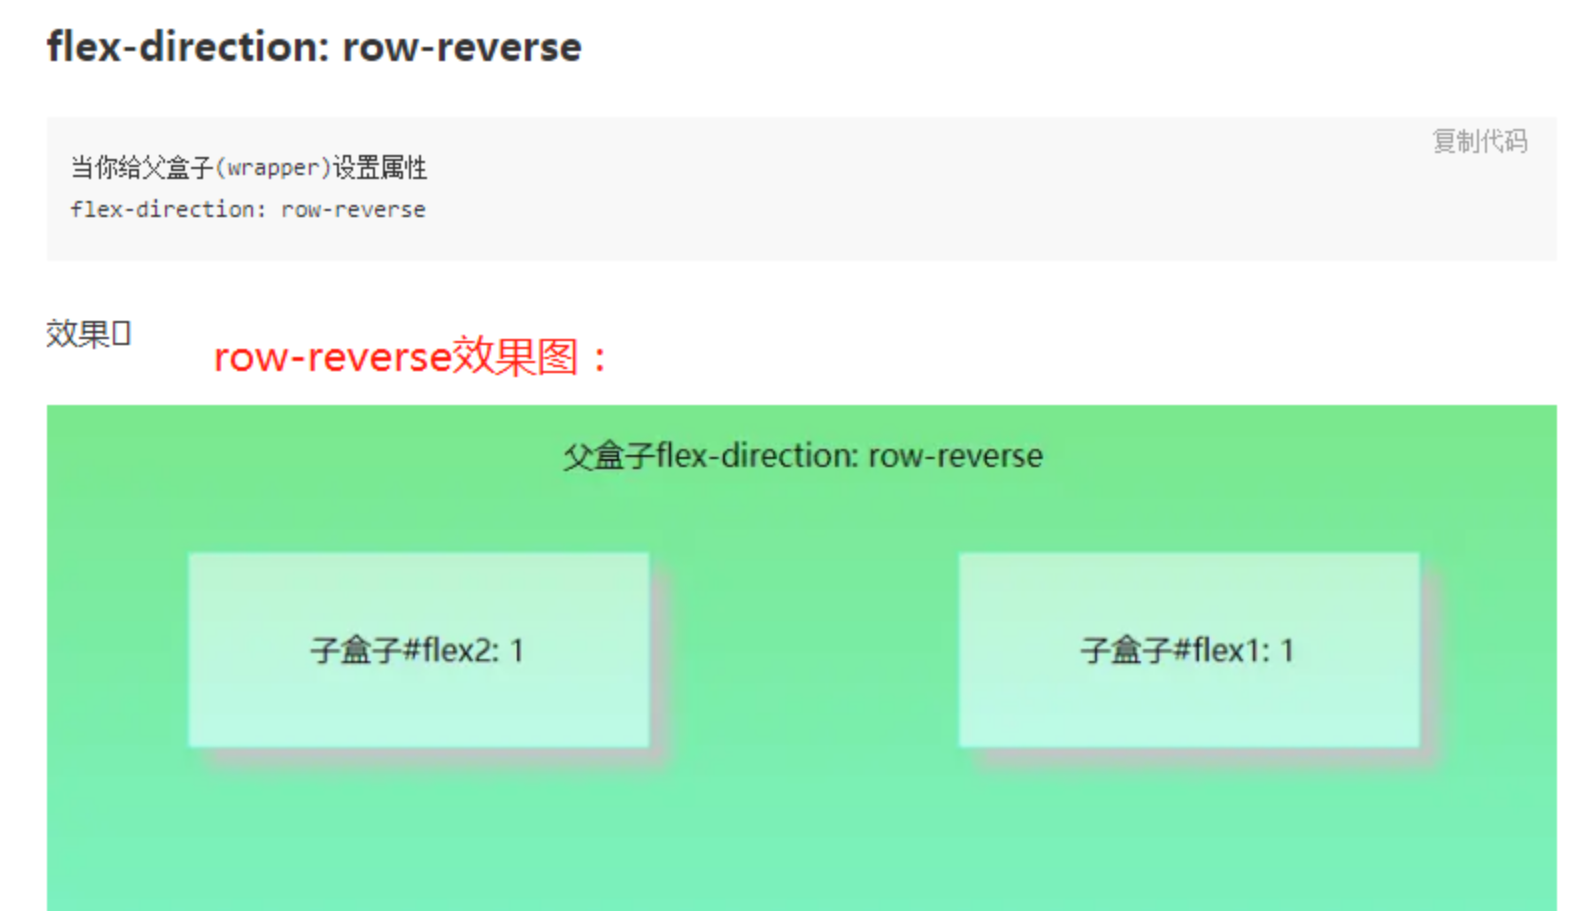 flex-direction: row-reverse
复制代码
当你给父盒子(wrapper)设置属性
flex-direction: row-reverse
效果
row-reverse效果图：
父盒子flex-direction: row-reverse
子盒子#flex2: 1
子盒子#flex1: 1